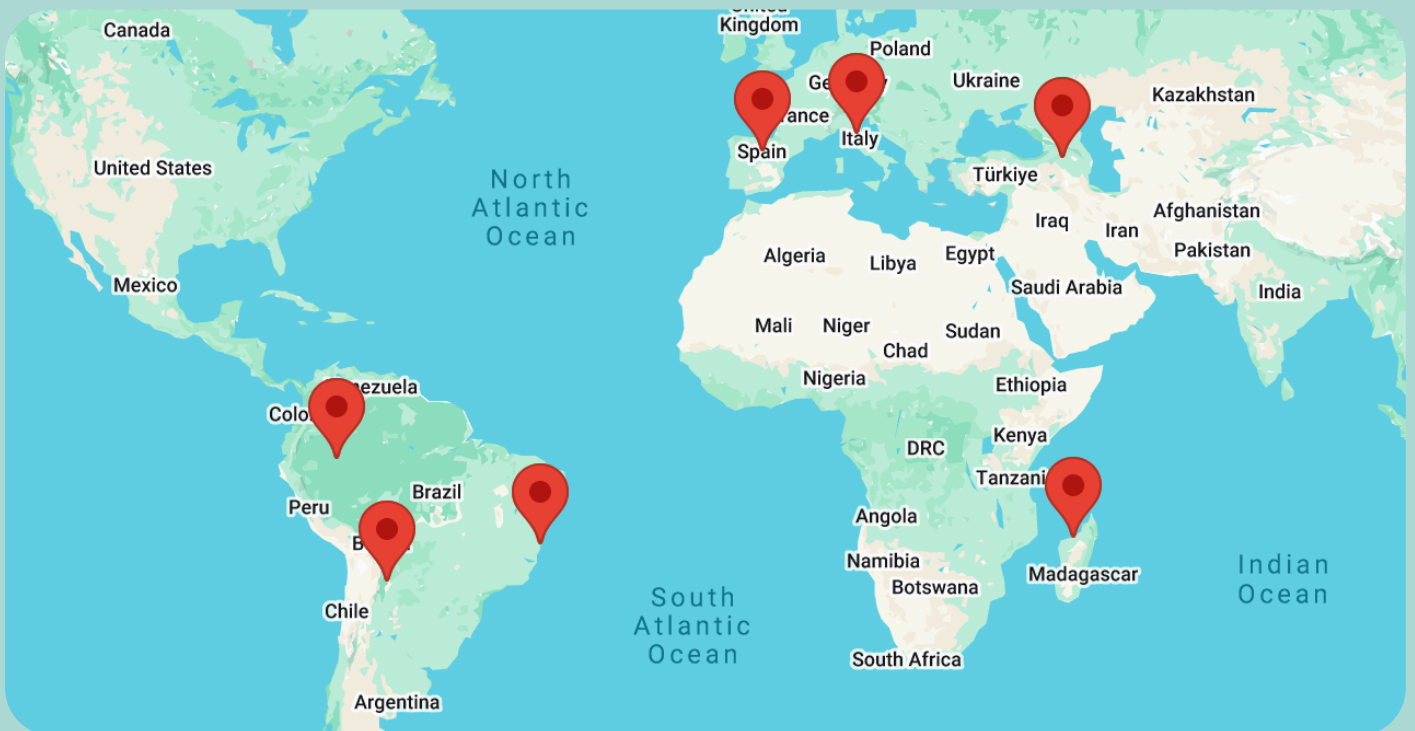 United
Kingdom
Canada
Poland
Ukraine
Kazakhstan
Italy
Spain
United States
Türkiye
North
Atlantic
Ocean
Iraq
Iran
Afghanistan
Pakistan
Algeria
Libya
Egypt
Saudi Arabia
India
Mexico
Mali
Niger
Chad
Sudan
Nigeria
Ethiopia
Kenya
DRC
Brazil
Peru
Angola
Namibia
Botswana
Madagascar
Indian
Ocean
South
Atlantic
Ocean
Chile
South Africa
Argentina